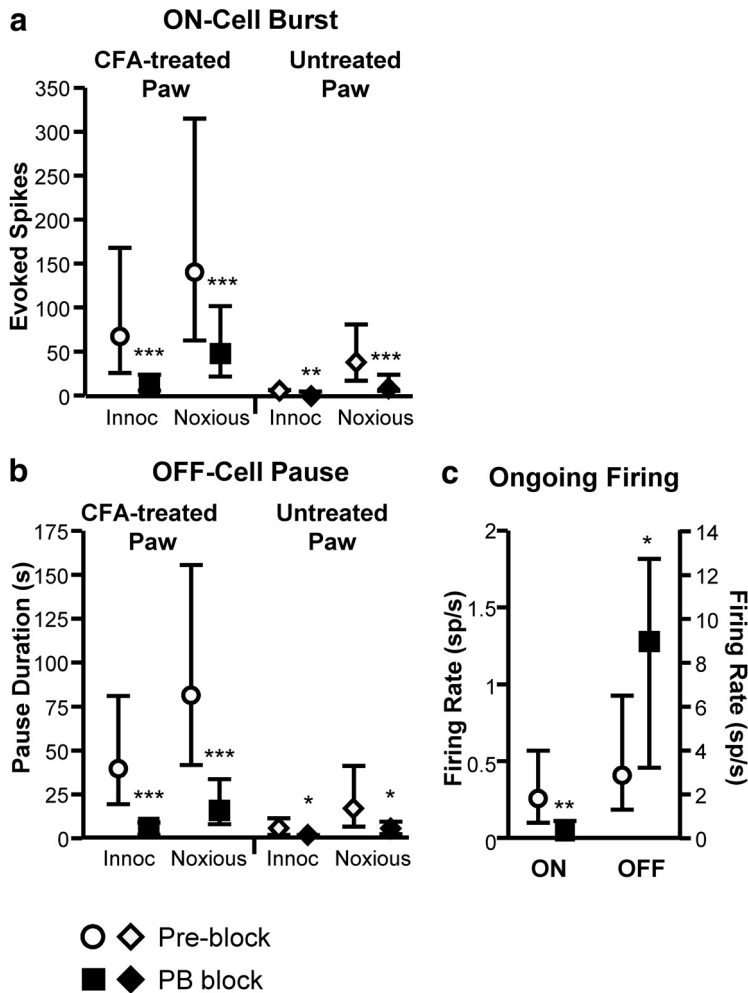 a
ON-Cell Burst
CFA-treated Paw
Untreated Paw
Evoked Spikes
350
300
250
200
150
100
50
0
***
***
**
***
Innoc
Noxious
Innoc
Noxious
b
OFF-Cell Pause
CFA-treated Paw
Untreated Paw
Pause Duration (s)
175
150
125
100
75
50
25
0
***
***
*
*
Innoc
Noxious
Innoc
Noxious
c
Ongoing Firing
Firing Rate (sp/s)
2
1.5
1
0.5
0
**
*
14
12
10
8
6
4
2
0
Firing Rate (sp/s)
ON
OFF
Pre-block
PB block